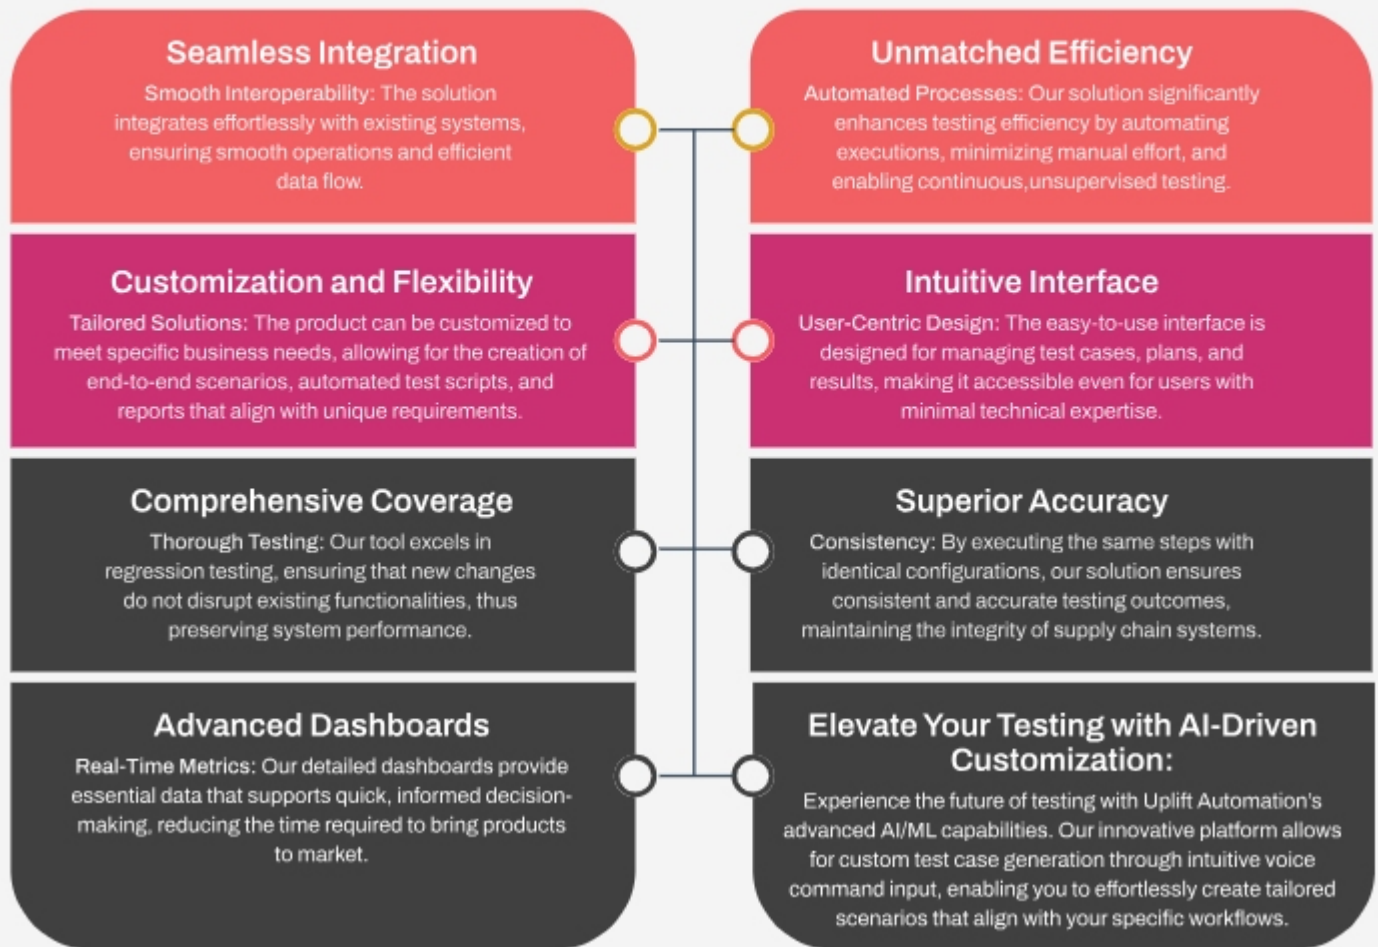 Seamless Integration
Smooth Interoperability: The solution
integrates effortlessly with existing systems,
ensuring smooth operations and efficient
data flow.
Unmatched Efficiency
Automated Processes: Our solution significantly
enhances testing efficiency by automating
executions, minimizing manual effort, and
enabling continuous,unsupervised testing.
Customization and Flexibility
Tailored Solutions: The product can be customized to
meet specific business needs, allowing for the creation of
end-to-end scenarios, automated test scripts, and
reports that align with unique requirements.
Intuitive Interface
User-Centric Design: The easy-to-use interface is
designed for managing test cases, plans, and
results, making it accessible even for users with
minimal technical expertise.
Comprehensive Coverage
Thorough Testing: Our tool excels in
regression testing, ensuring that new changes
do not disrupt existing functionalities, thus
preserving system performance.
Superior Accuracy
Consistency: By executing the same steps with
identical configurations, our solution ensures
consistent and accurate testing outcomes,
maintaining the integrity of supply chain systems.
Advanced Dashboards
Real-Time Metrics: Our detailed dashboards provide
essential data that supports quick, informed decision-
making, reducing the time required to bring products
to market.
Elevate Your Testing with AI-Driven
Customization:
Experience the future of testing with Uplift Automation's
advanced AI/ML capabilities. Our innovative platform allows
for custom test case generation through intuitive voice
command input, enabling you to effortlessly create tailored
scenarios that align with your specific workflows.